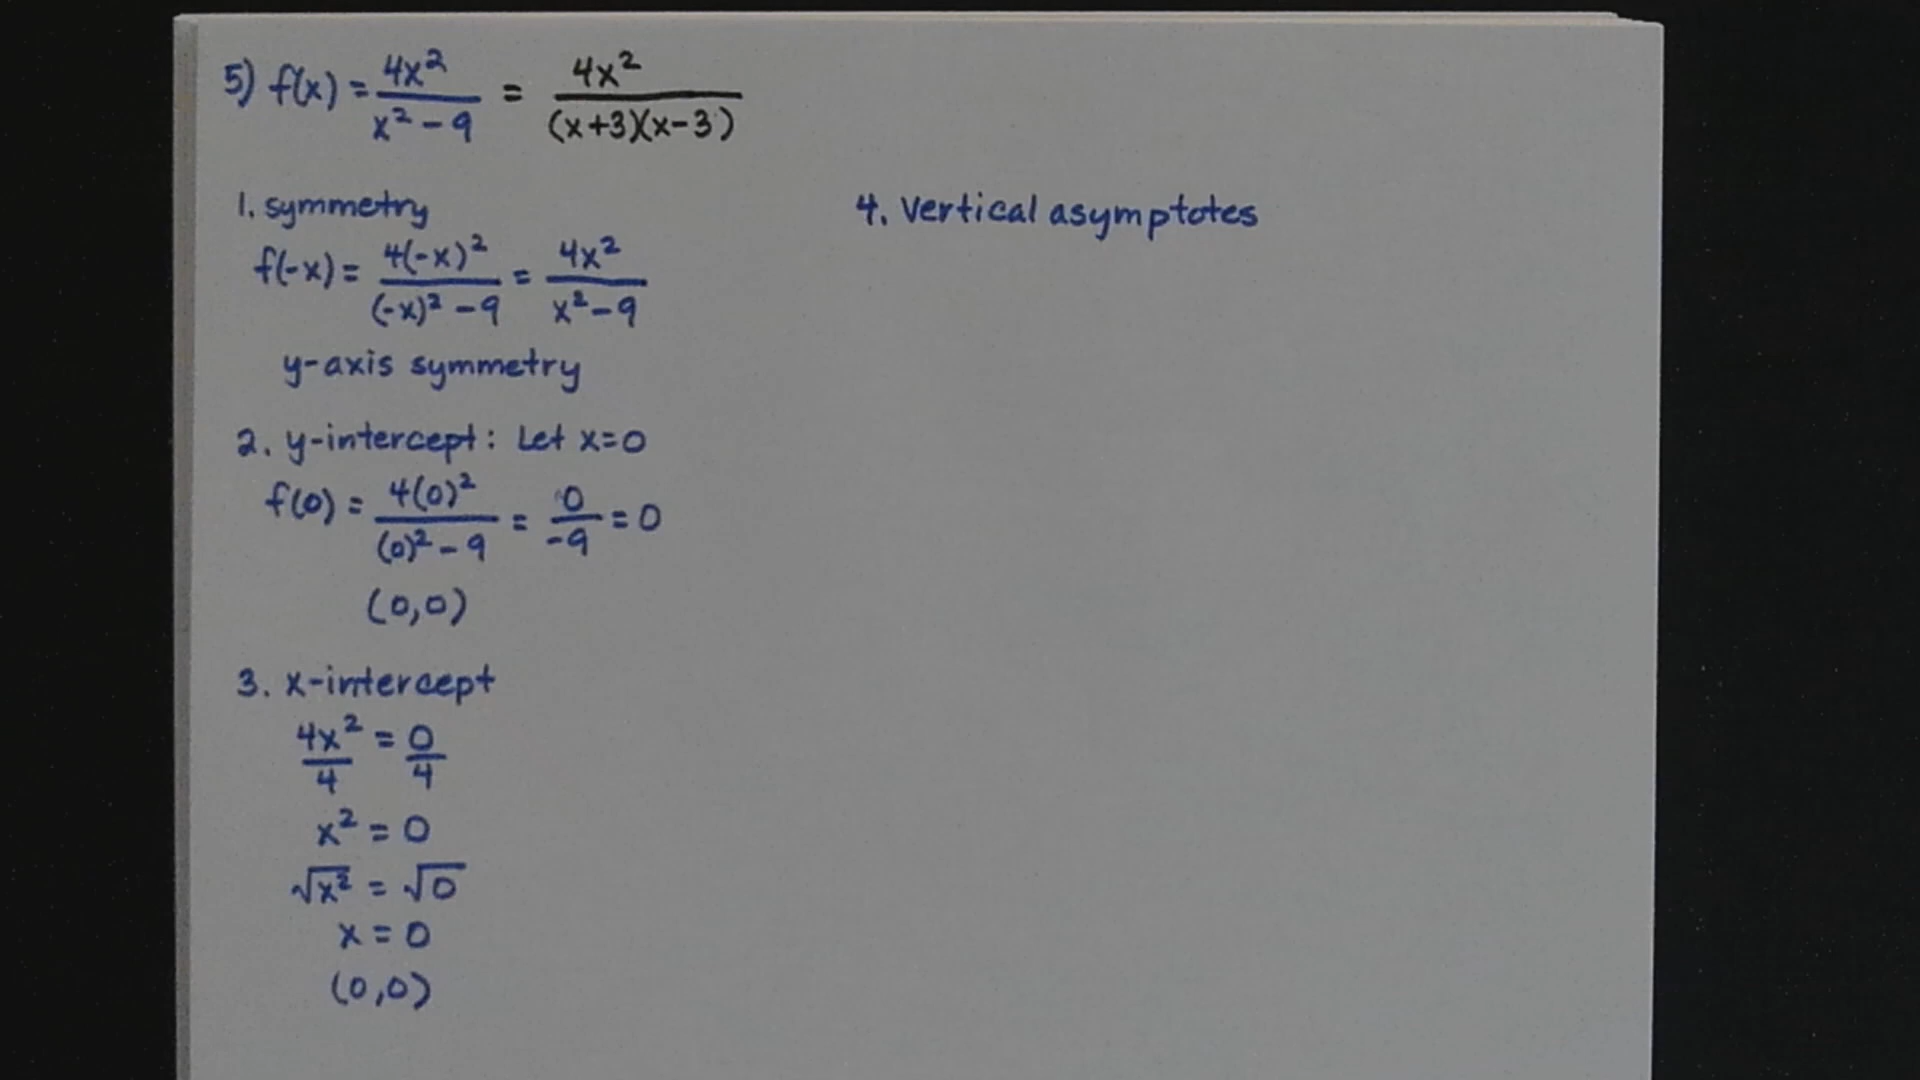 5) f(x) = 4x²/(x² - 9) = 4x²/((x+3)(x-3))
1. symmetry
f(-x) = 4(-x)²/((-x)² - 9) = 4x²/(x² - 9)
y-axis symmetry
2. y-intercept: Let x=0
f(0) = 4(0)²/((0)² - 9) = 0/-9 = 0
(0,0)
3. x-intercept
4x²/4 = 0/4
x² = 0
√x² = √0
x = 0
(0,0)
4. Vertical asymptotes